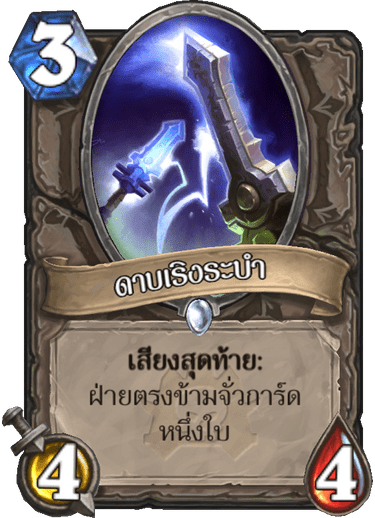 3
ดาบเริงระบำ
เสียงสุดท้าย:
ฝ่ายตรงข้ามจั่วการ์ด
หนึ่งใบ
4
4